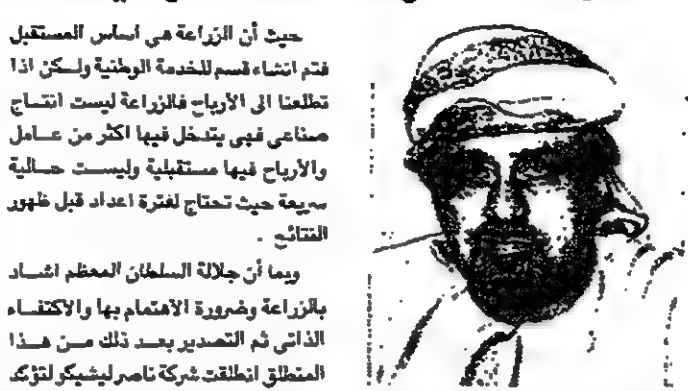 حيث أن الزراعة هي اساس المستقبل
فتم انشاء قسم للخدمة الوطنية ولكن اذا
تطلعنا الى الأرباح فالزراعة ليست انتاج
صناعى فهى يتدخل فيها اكثر من عامل
والأرباح فيها مستقبلية وليست حالية
سريعة حيث تحتاج لفترة اعداد قبل ظهور
النتائج .
وبما أن جلالة السلطان المعظم اشاد
بالزراعة وضرورة الاهتمام بها والاكتفاء
الذاتى ثم التصدير بعد ذلك من هذا
المنطلق انطلقت شركة ناصر ليشيكو لتؤكد